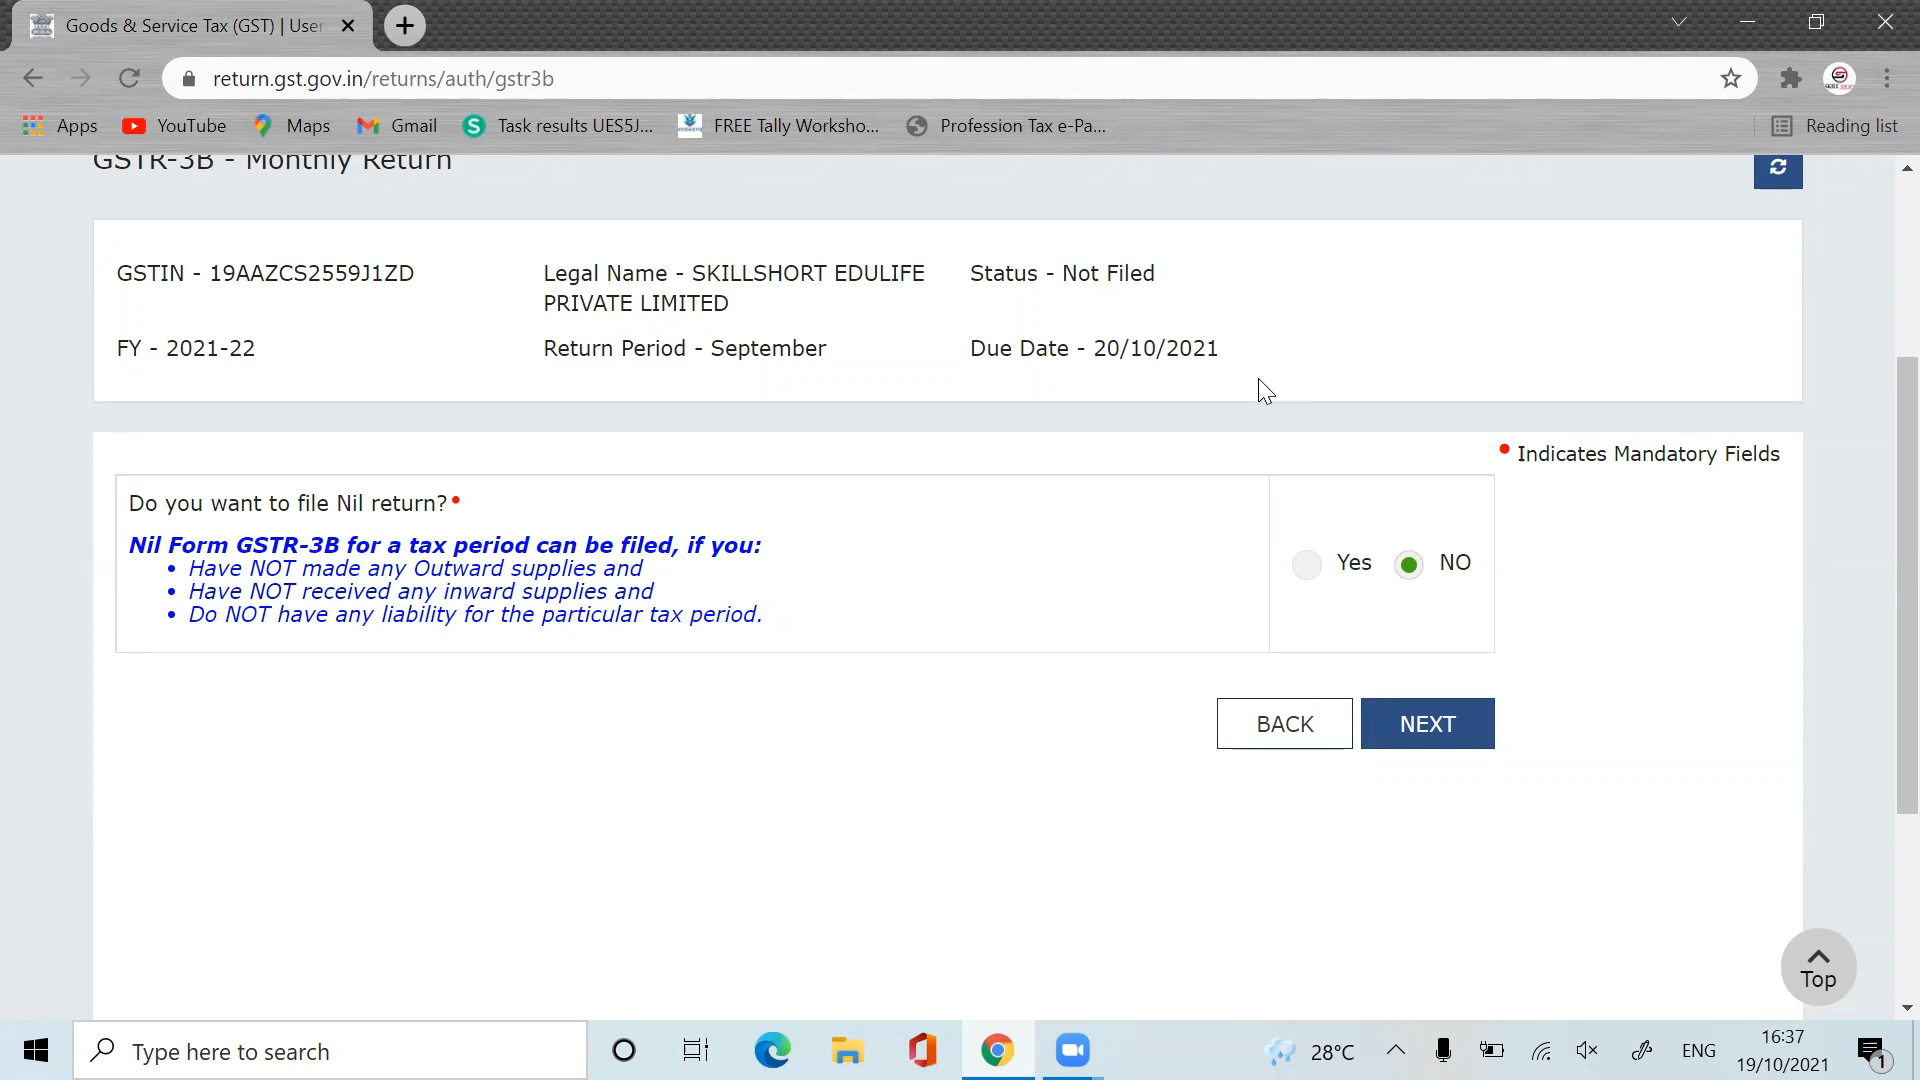 Goods & Service Tax (GST) | User
return.gst.gov.in/returns/auth/gstr3b
Apps YouTube Maps Gmail Task results UES5J... FREE Tally Worksho... Profession Tax e-Pa... Reading list
GSTR-3B - Monthly Return
GSTIN - 19AAZCS2559J1ZD Legal Name - SKILLSHORT EDULIFE Status - Not Filed
PRIVATE LIMITED
FY - 2021-22 Return Period - September Due Date - 20/10/2021
• Indicates Mandatory Fields
Do you want to file Nil return?•
Nil Form GSTR-3B for a tax period can be filed, if you:
• Have NOT made any Outward supplies and
• Have NOT received any inward supplies and
• Do NOT have any liability for the particular tax period.
Yes NO
BACK NEXT
Top
Type here to search 28°C ENG 16:37
19/10/2021
1